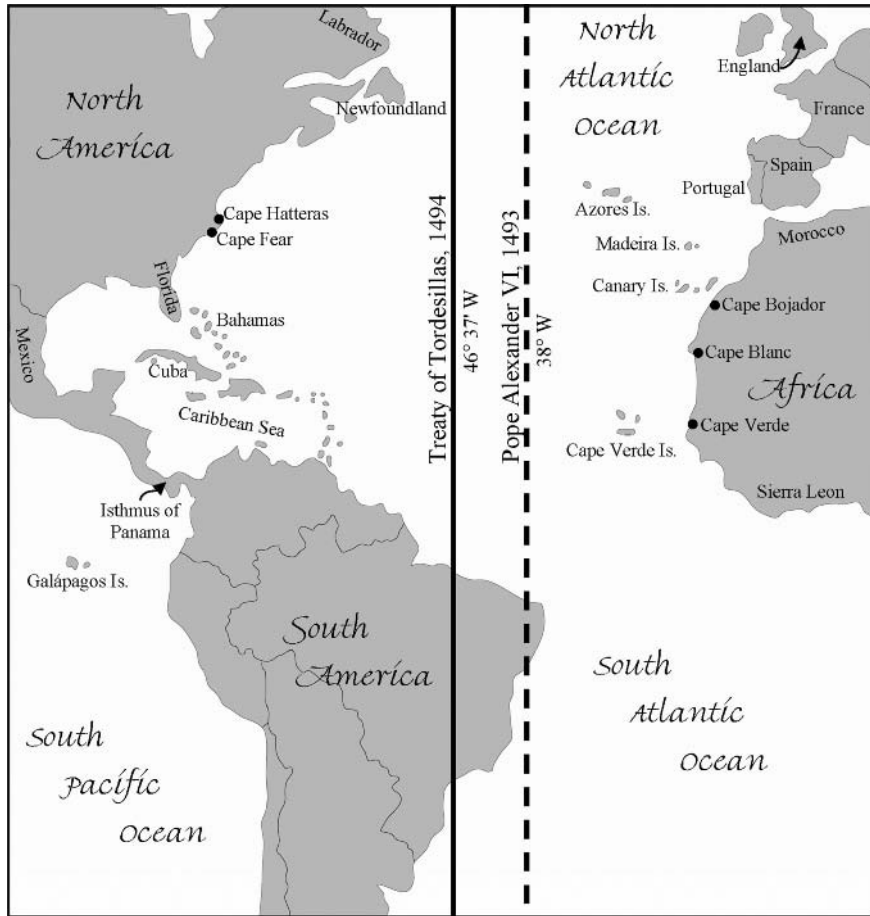 Labrador
North
America
Newfoundland
North
Atlantic
Ocean
England
France
Spain
Portugal
Azores Is.
Madeira Is.
Morocco
Canary Is.
Cape Hatteras
Cape Fear
Florida
Bahamas
Mexico
Cuba
Caribbean Sea
Treaty of Tordesillas, 1494
46° 37' W
Pope Alexander VI, 1493
38° W
Cape Bojador
Cape Blanc
Africa
Cape Verde
Cape Verde Is.
Sierra Leon
Isthmus of
Panama
Galápagos Is.
South
America
South
Atlantic
Ocean
South
Pacific
Ocean